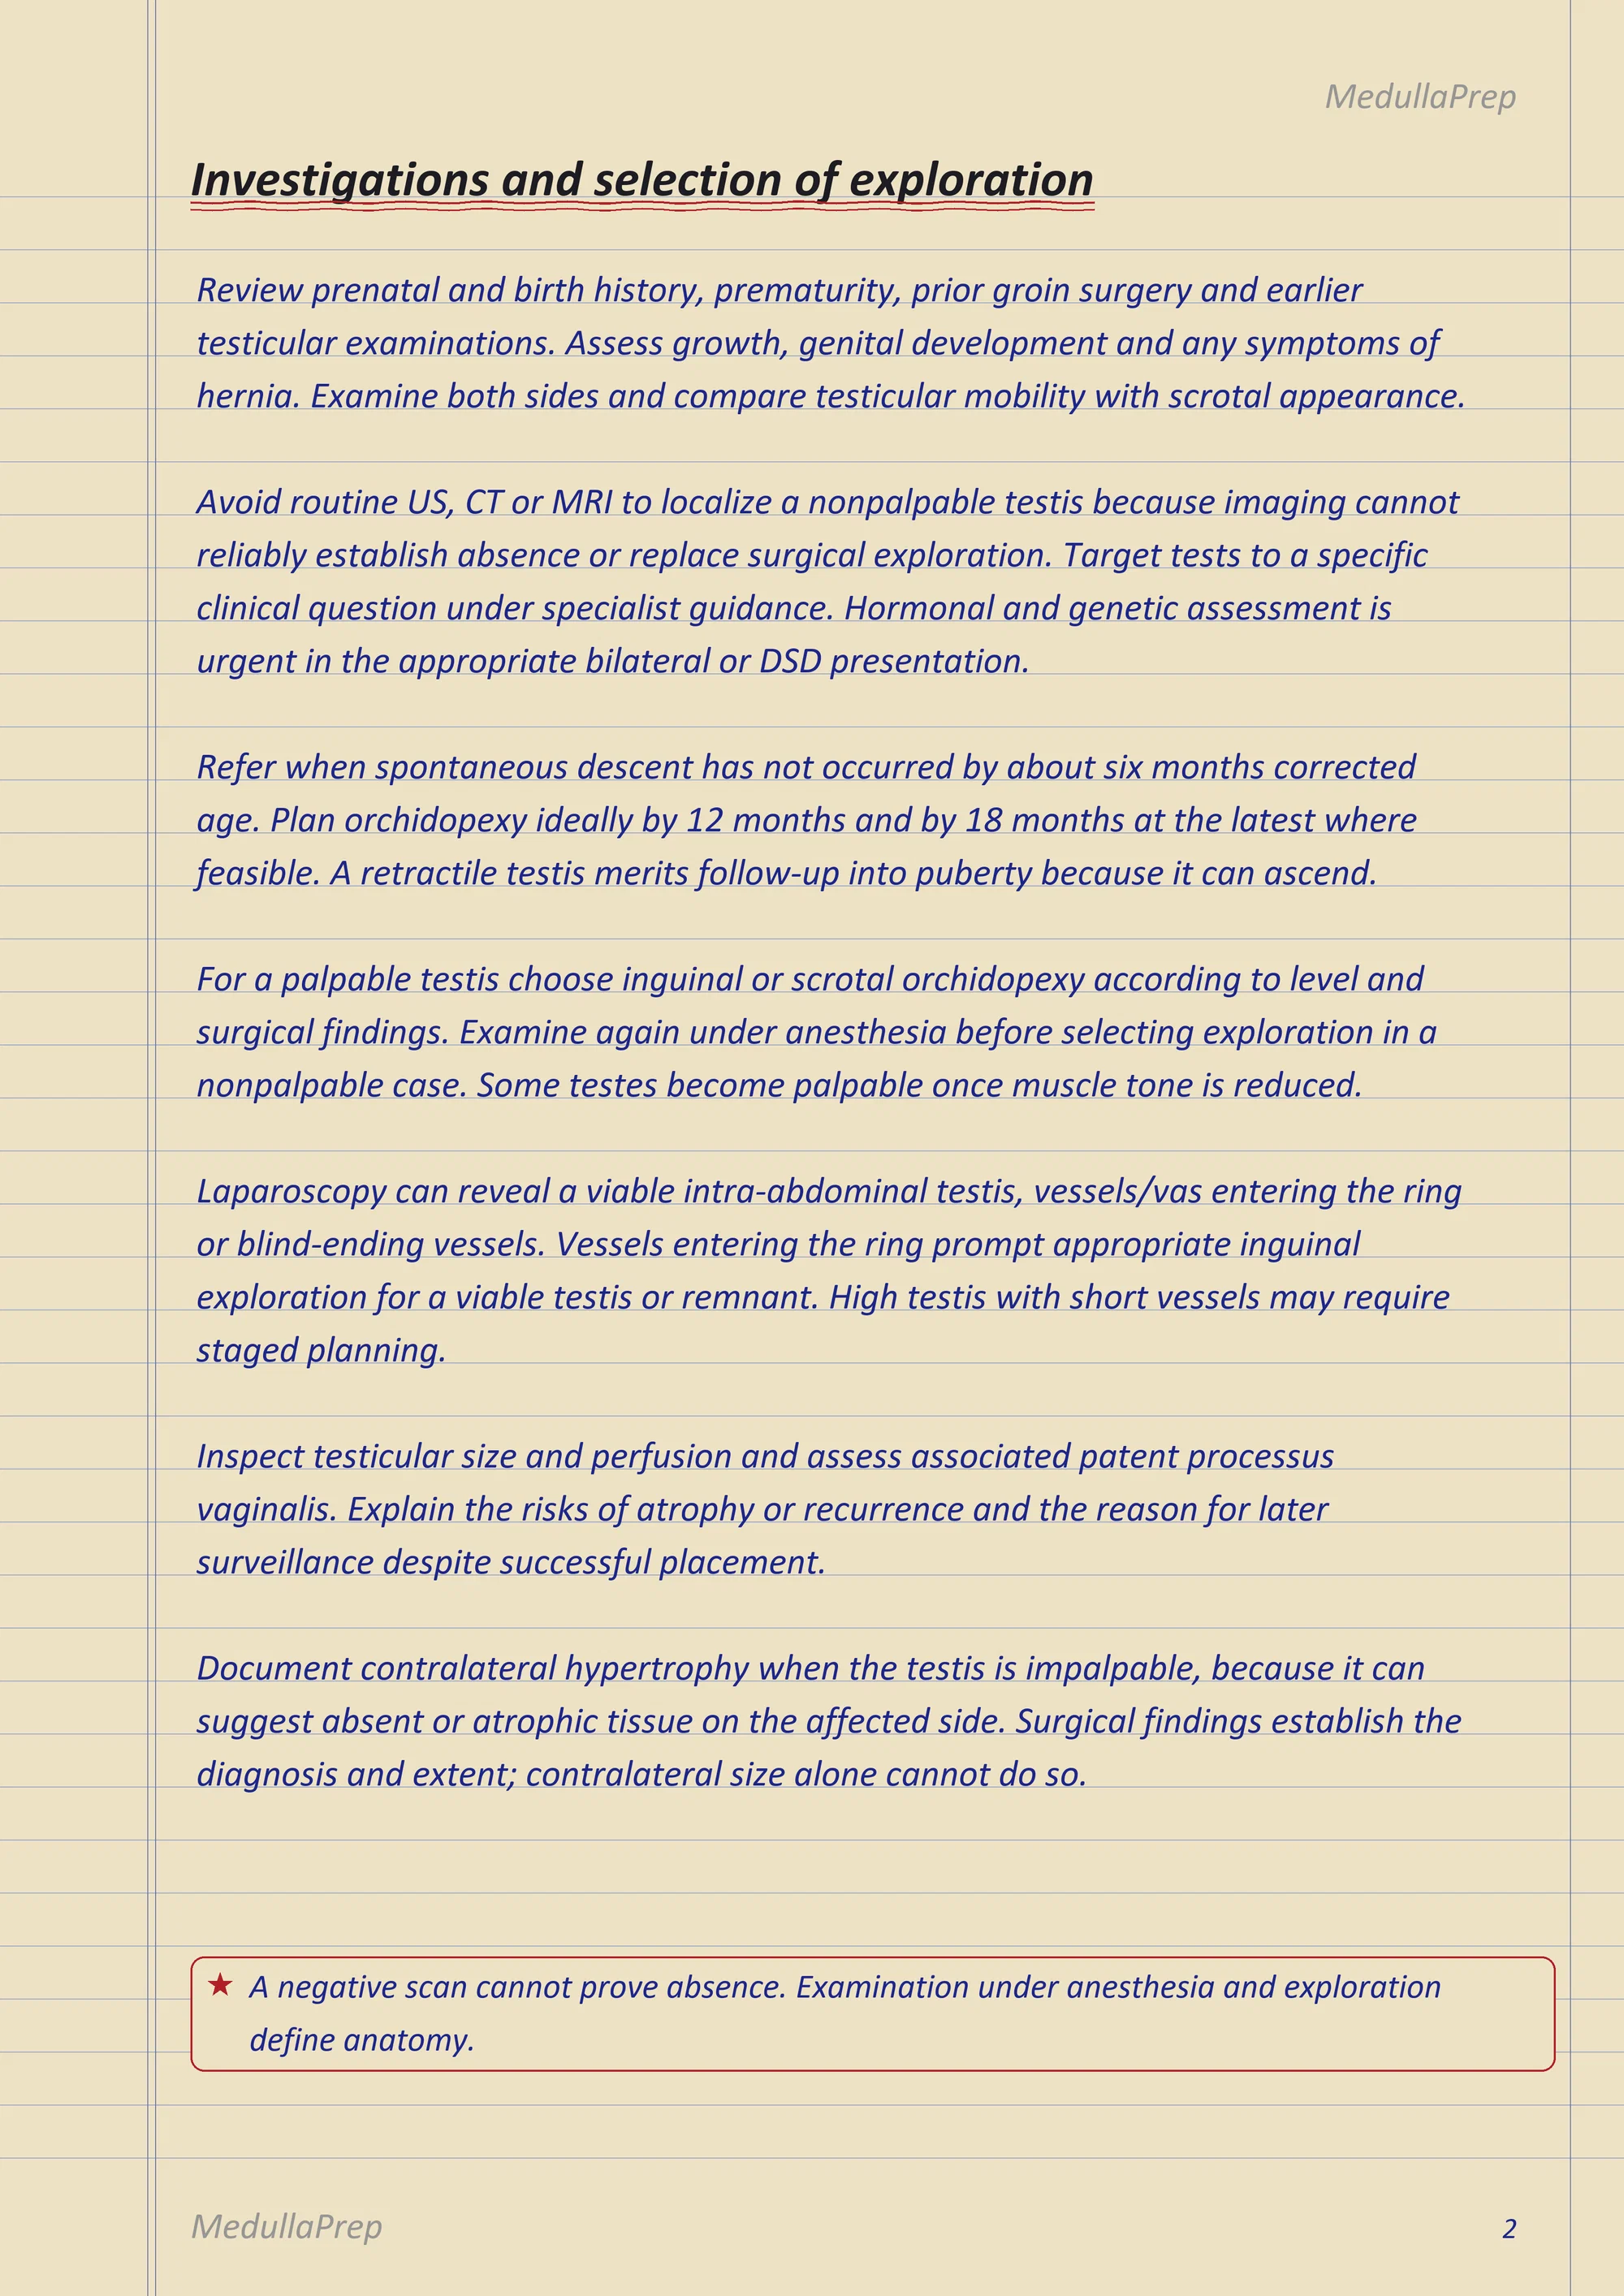 MedullaPrep
Investigations and selection of exploration
Review prenatal and birth history, prematurity, prior groin surgery and earlier
testicular examinations. Assess growth, genital development and any symptoms of
hernia. Examine both sides and compare testicular mobility with scrotal appearance.
Avoid routine US, CT or MRI to localize a nonpalpable testis because imaging cannot
reliably establish absence or replace surgical exploration. Target tests to a specific
clinical question under specialist guidance. Hormonal and genetic assessment is
urgent in the appropriate bilateral or DSD presentation.
Refer when spontaneous descent has not occurred by about six months corrected
age. Plan orchidopexy ideally by 12 months and by 18 months at the latest where
feasible. A retractile testis merits follow-up into puberty because it can ascend.
For a palpable testis choose inguinal or scrotal orchidopexy according to level and
surgical findings. Examine again under anesthesia before selecting exploration in a
nonpalpable case. Some testes become palpable once muscle tone is reduced.
Laparoscopy can reveal a viable intra-abdominal testis, vessels/vas entering the ring
or blind-ending vessels. Vessels entering the ring prompt appropriate inguinal
exploration for a viable testis or remnant. High testis with short vessels may require
staged planning.
Inspect testicular size and perfusion and assess associated patent processus
vaginalis. Explain the risks of atrophy or recurrence and the reason for later
surveillance despite successful placement.
Document contralateral hypertrophy when the testis is impalpable, because it can
suggest absent or atrophic tissue on the affected side. Surgical findings establish the
diagnosis and extent; contralateral size alone cannot do so.
★ A negative scan cannot prove absence. Examination under anesthesia and exploration
define anatomy.
MedullaPrep
2